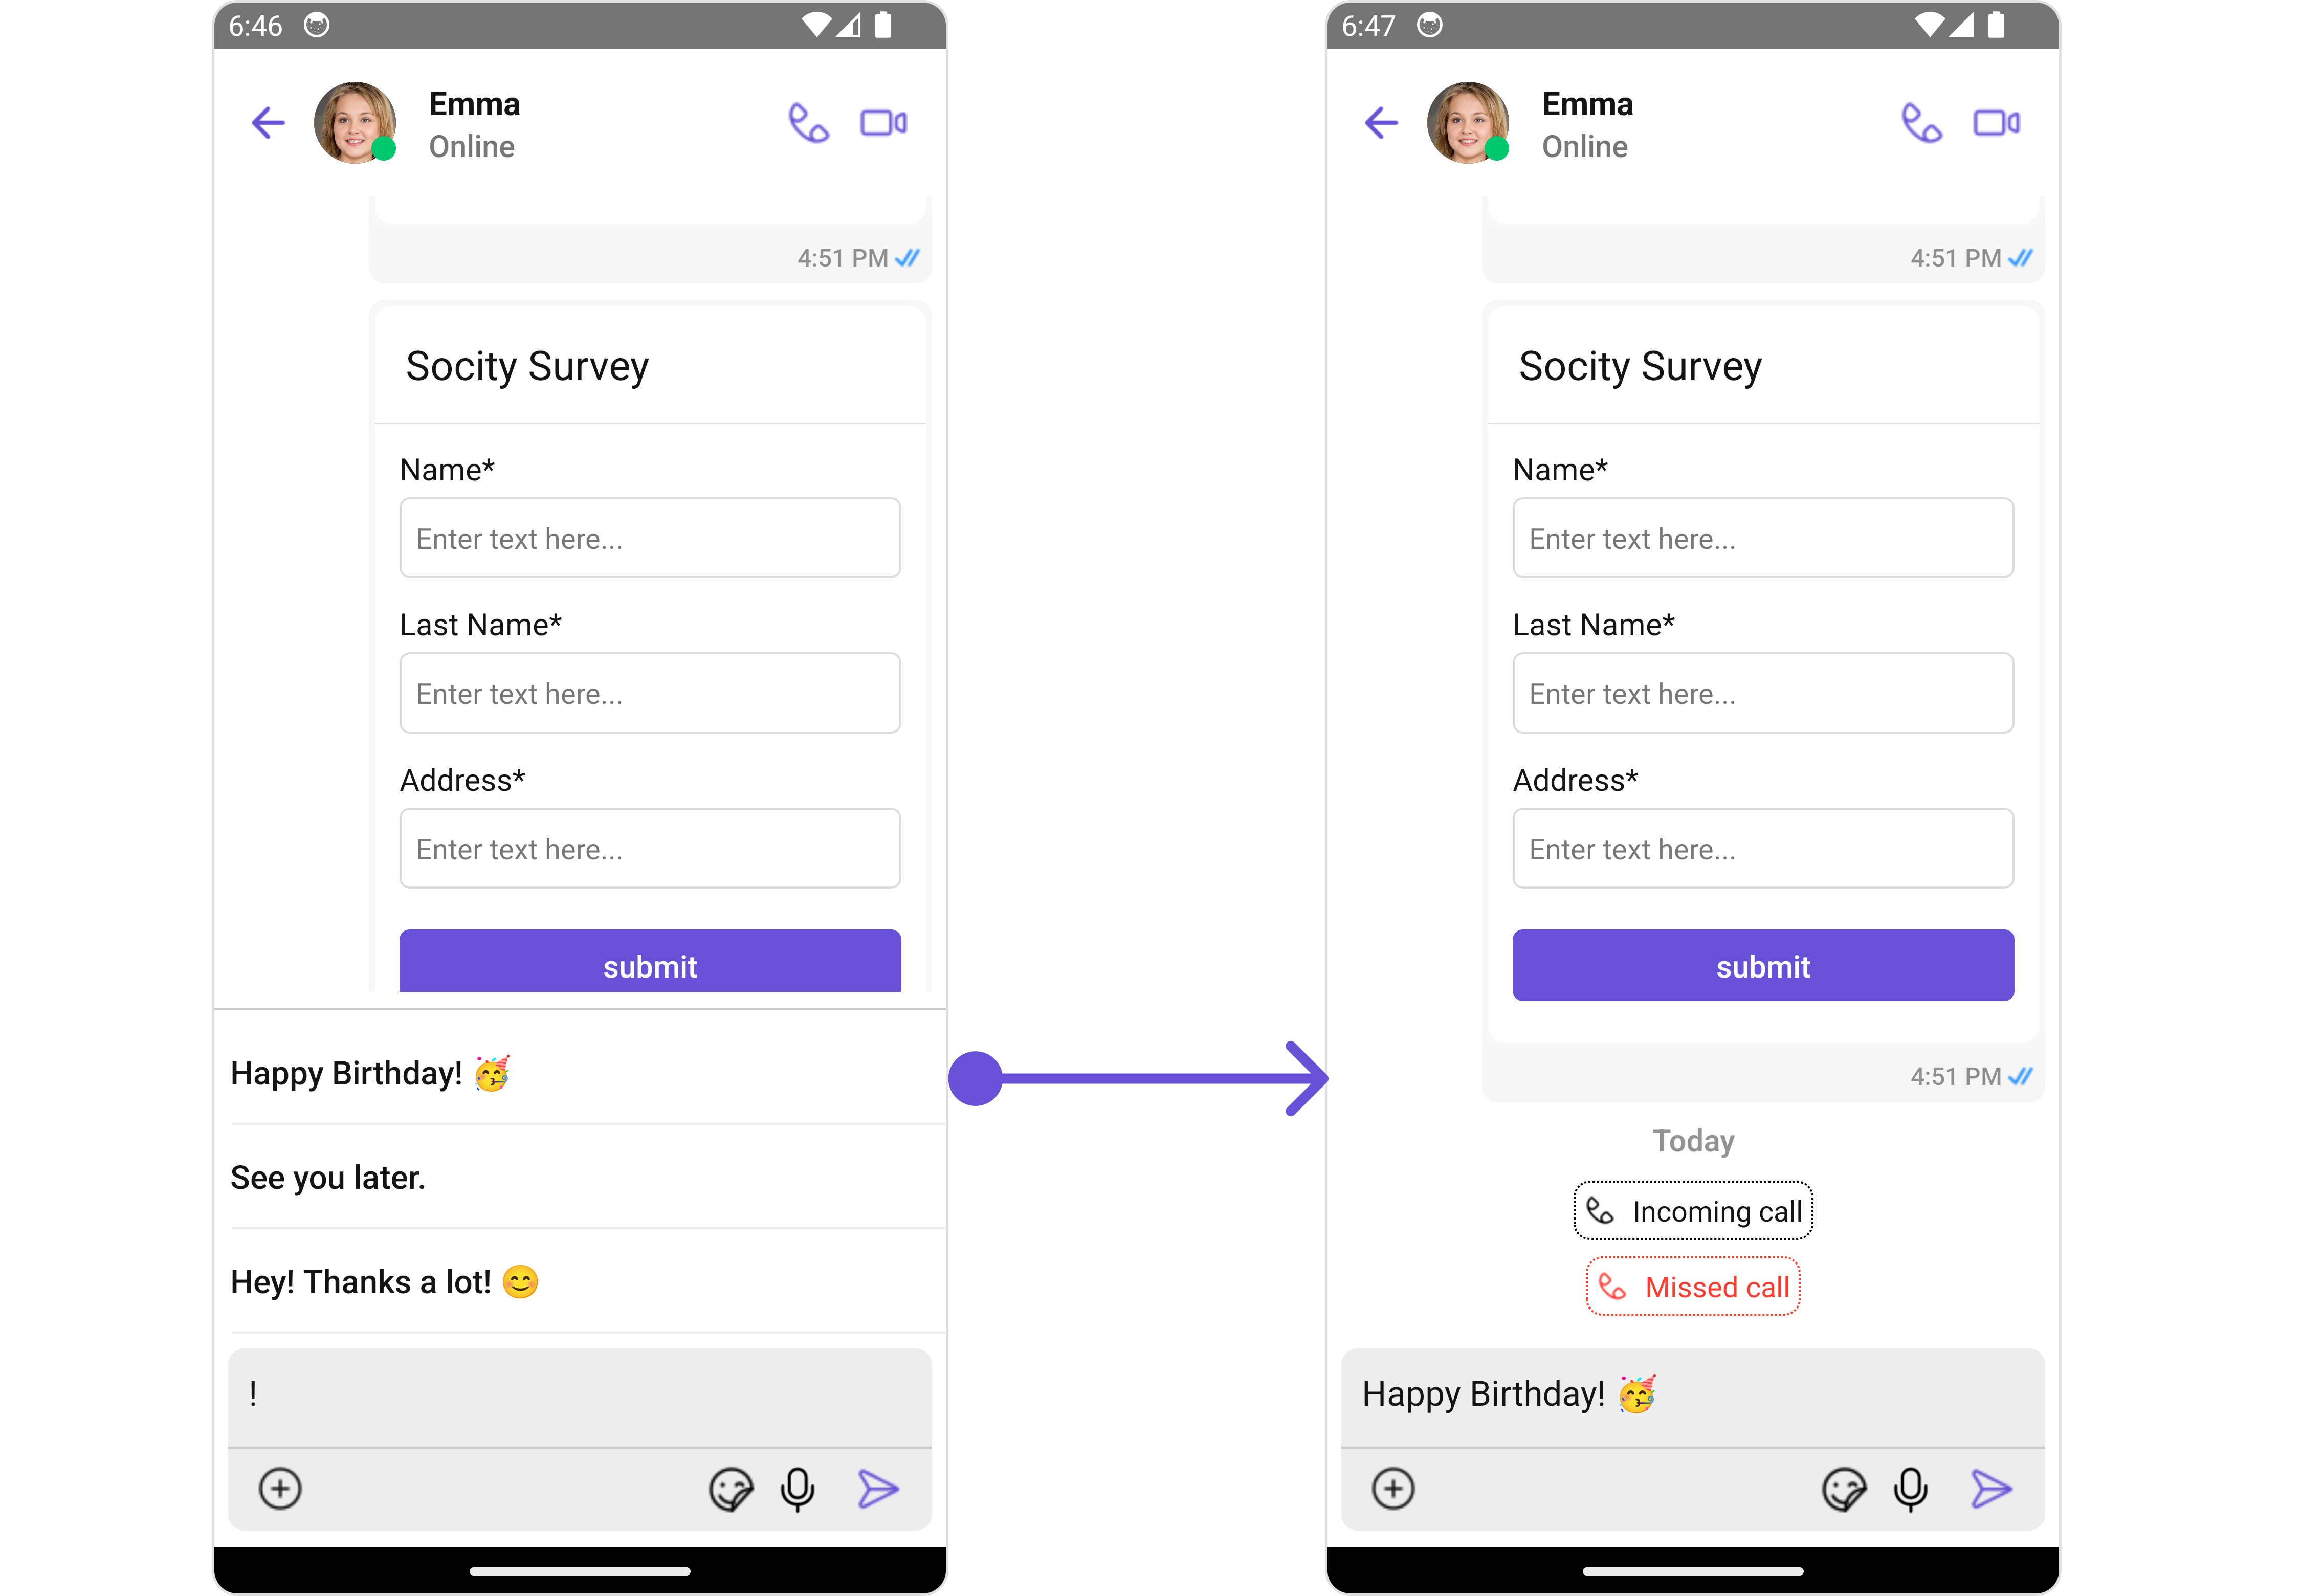 6:46
Emma
Online
4:51 PM
Socity Survey
Name*
Enter text here...
Last Name*
Enter text here...
Address*
Enter text here...
submit
Happy Birthday! 🥳
See you later.
Hey! Thanks a lot! 😊
!
6:47
Emma
Online
4:51 PM
Socity Survey
Name*
Enter text here...
Last Name*
Enter text here...
Address*
Enter text here...
submit
4:51 PM
Today
Incoming call
Missed call
Happy Birthday! 🥳